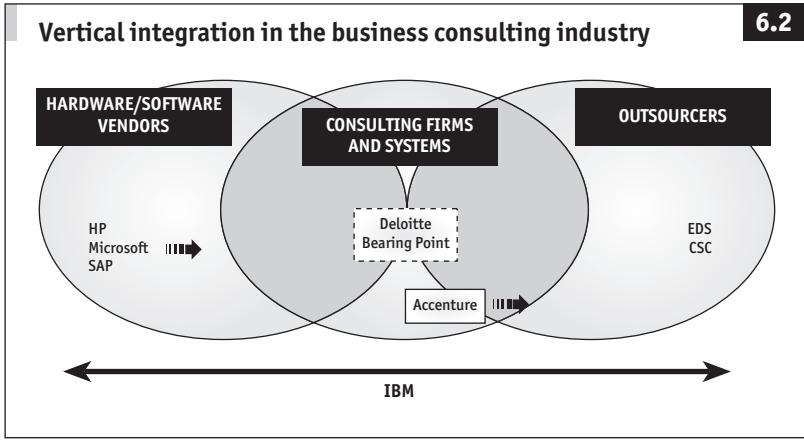 Vertical integration in the business consulting industry
6.2
HARDWARE/SOFTWARE
VENDORS
CONSULTING FIRMS
AND SYSTEMS
OUTSOURCERS
HP
Microsoft
SAP
Deloitte
Bearing Point
Accenture
EDS
CSC
IBM